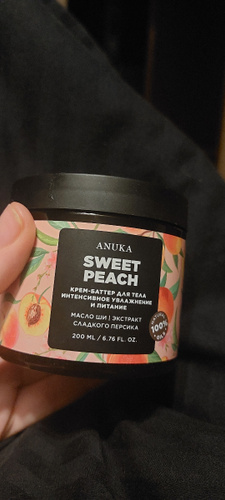 ANUKA
SWEET
PEACH
КРЕМ-БАТТЕР ДЛЯ ТЕЛА
ИНТЕНСИВНОЕ УВЛАЖНЕНИЕ
И ПИТАНИЕ
МАСЛО ШИ | ЭКСТРАКТ
СЛАДКОГО ПЕРСИКА
200 ML / 6.76 FL. OZ.
100%